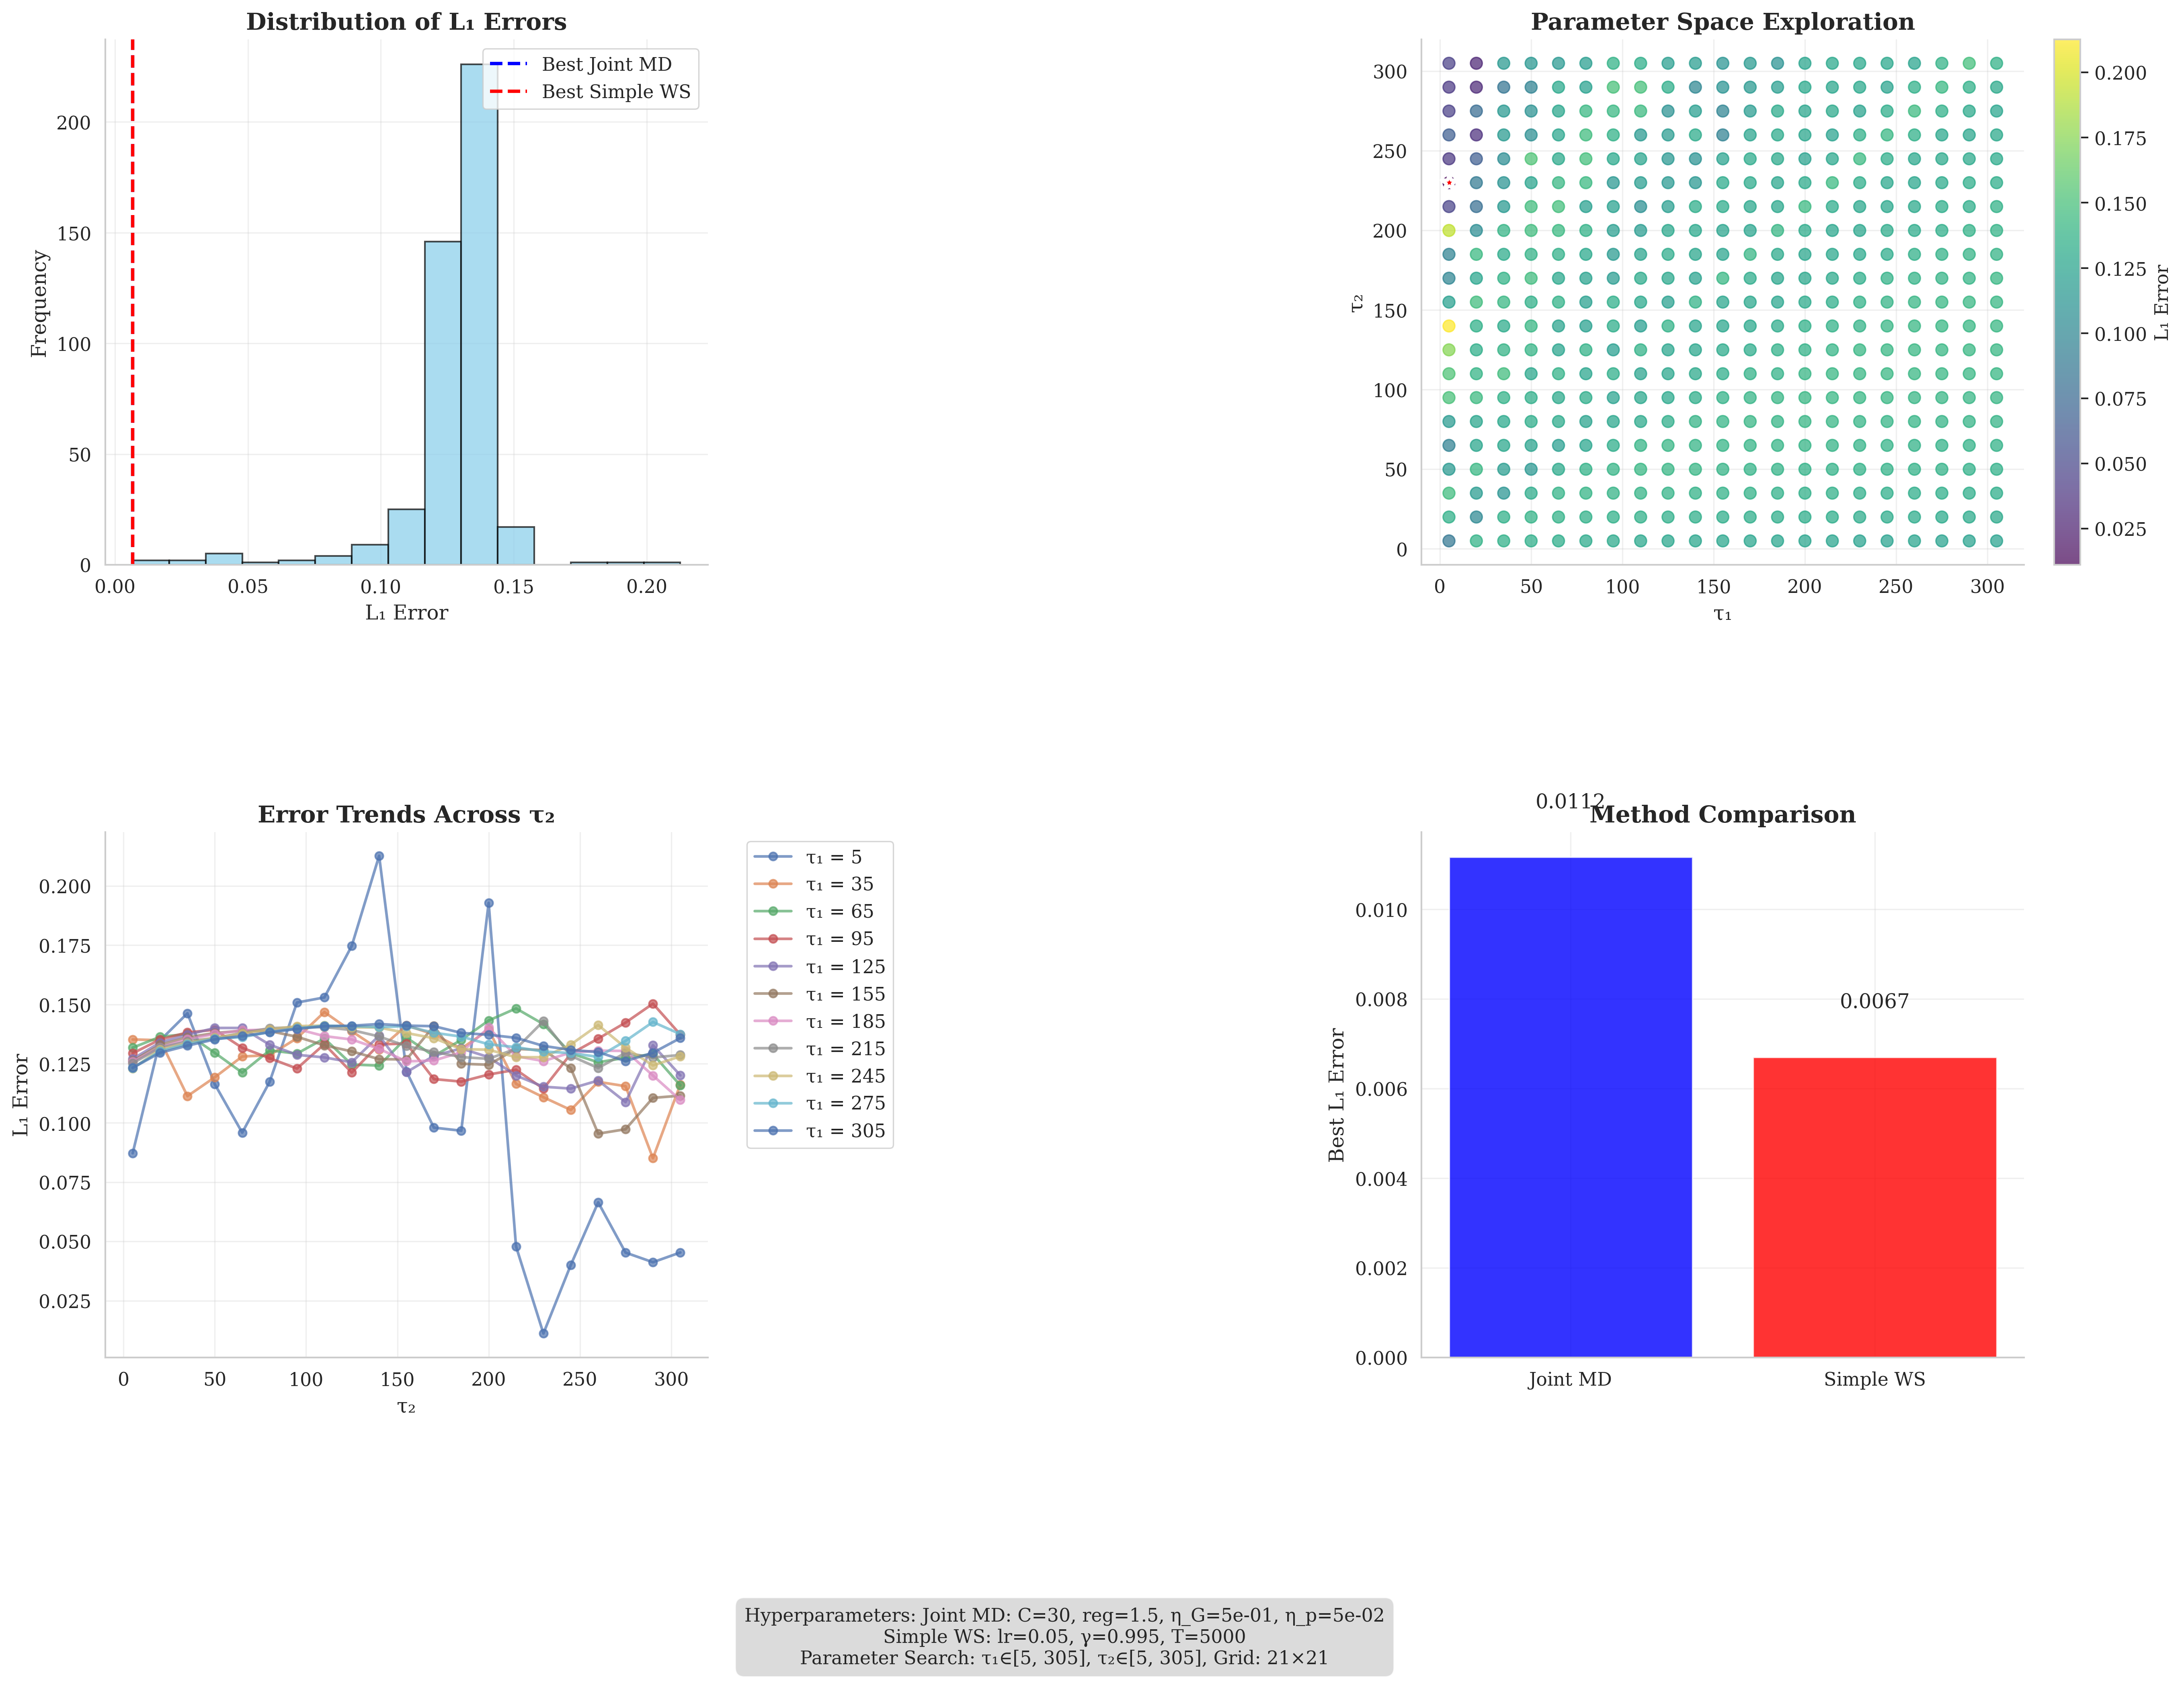 Distribution of L₁ Errors
Frequency
200
150
100
50
0
0.00 0.05 0.10 0.15 0.20
L₁ Error
Best Joint MD
Best Simple WS
Parameter Space Exploration
τ₂
300
250
200
150
100
50
0
0 50 100 150 200 250 300
τ₁
0.200
0.175
0.150
0.125
0.100
0.075
0.050
0.025
L₁ Error
Error Trends Across τ₂
L₁ Error
0.200
0.175
0.150
0.125
0.100
0.075
0.050
0.025
0 50 100 150 200 250 300
τ₂
τ₁ = 5
τ₁ = 35
τ₁ = 65
τ₁ = 95
τ₁ = 125
τ₁ = 155
τ₁ = 185
τ₁ = 215
τ₁ = 245
τ₁ = 275
τ₁ = 305
Method Comparison
0.0112
0.0067
Best L₁ Error
0.010
0.008
0.006
0.004
0.002
0.000
Joint MD Simple WS
Hyperparameters: Joint MD: C=30, reg=1.5, η_G=5e-01, η_p=5e-02
Simple WS: lr=0.05, γ=0.995, T=5000
Parameter Search: τ₁∈[5, 305], τ₂∈[5, 305], Grid: 21×21